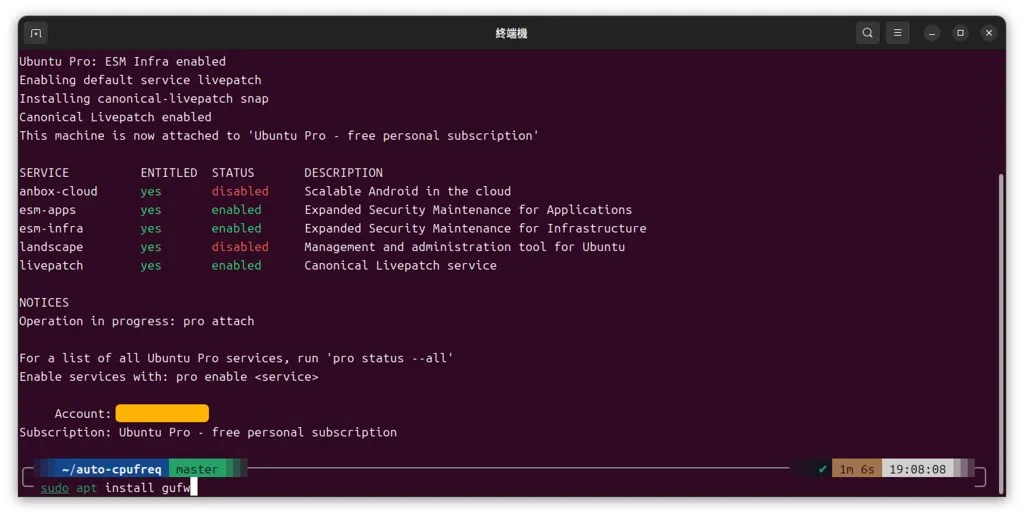 終端機
Ubuntu Pro: ESM Infra enabled
Enabling default service livepatch
Installing canonical-livepatch snap
Canonical Livepatch enabled
This machine is now attached to 'Ubuntu Pro - free personal subscription'
SERVICE ENTITLED STATUS DESCRIPTION
anbox-cloud yes disabled Scalable Android in the cloud
esm-apps yes enabled Expanded Security Maintenance for Applications
esm-infra yes enabled Expanded Security Maintenance for Infrastructure
landscape yes disabled Management and administration tool for Ubuntu
livepatch yes enabled Canonical Livepatch service
NOTICES
Operation in progress: pro attach
For a list of all Ubuntu Pro services, run 'pro status --all'
Enable services with: pro enable <service>
Account:
Subscription: Ubuntu Pro - free personal subscription
~/auto-cpufreq master ✔ 1m 6s 19:08:08
sudo apt install gufw